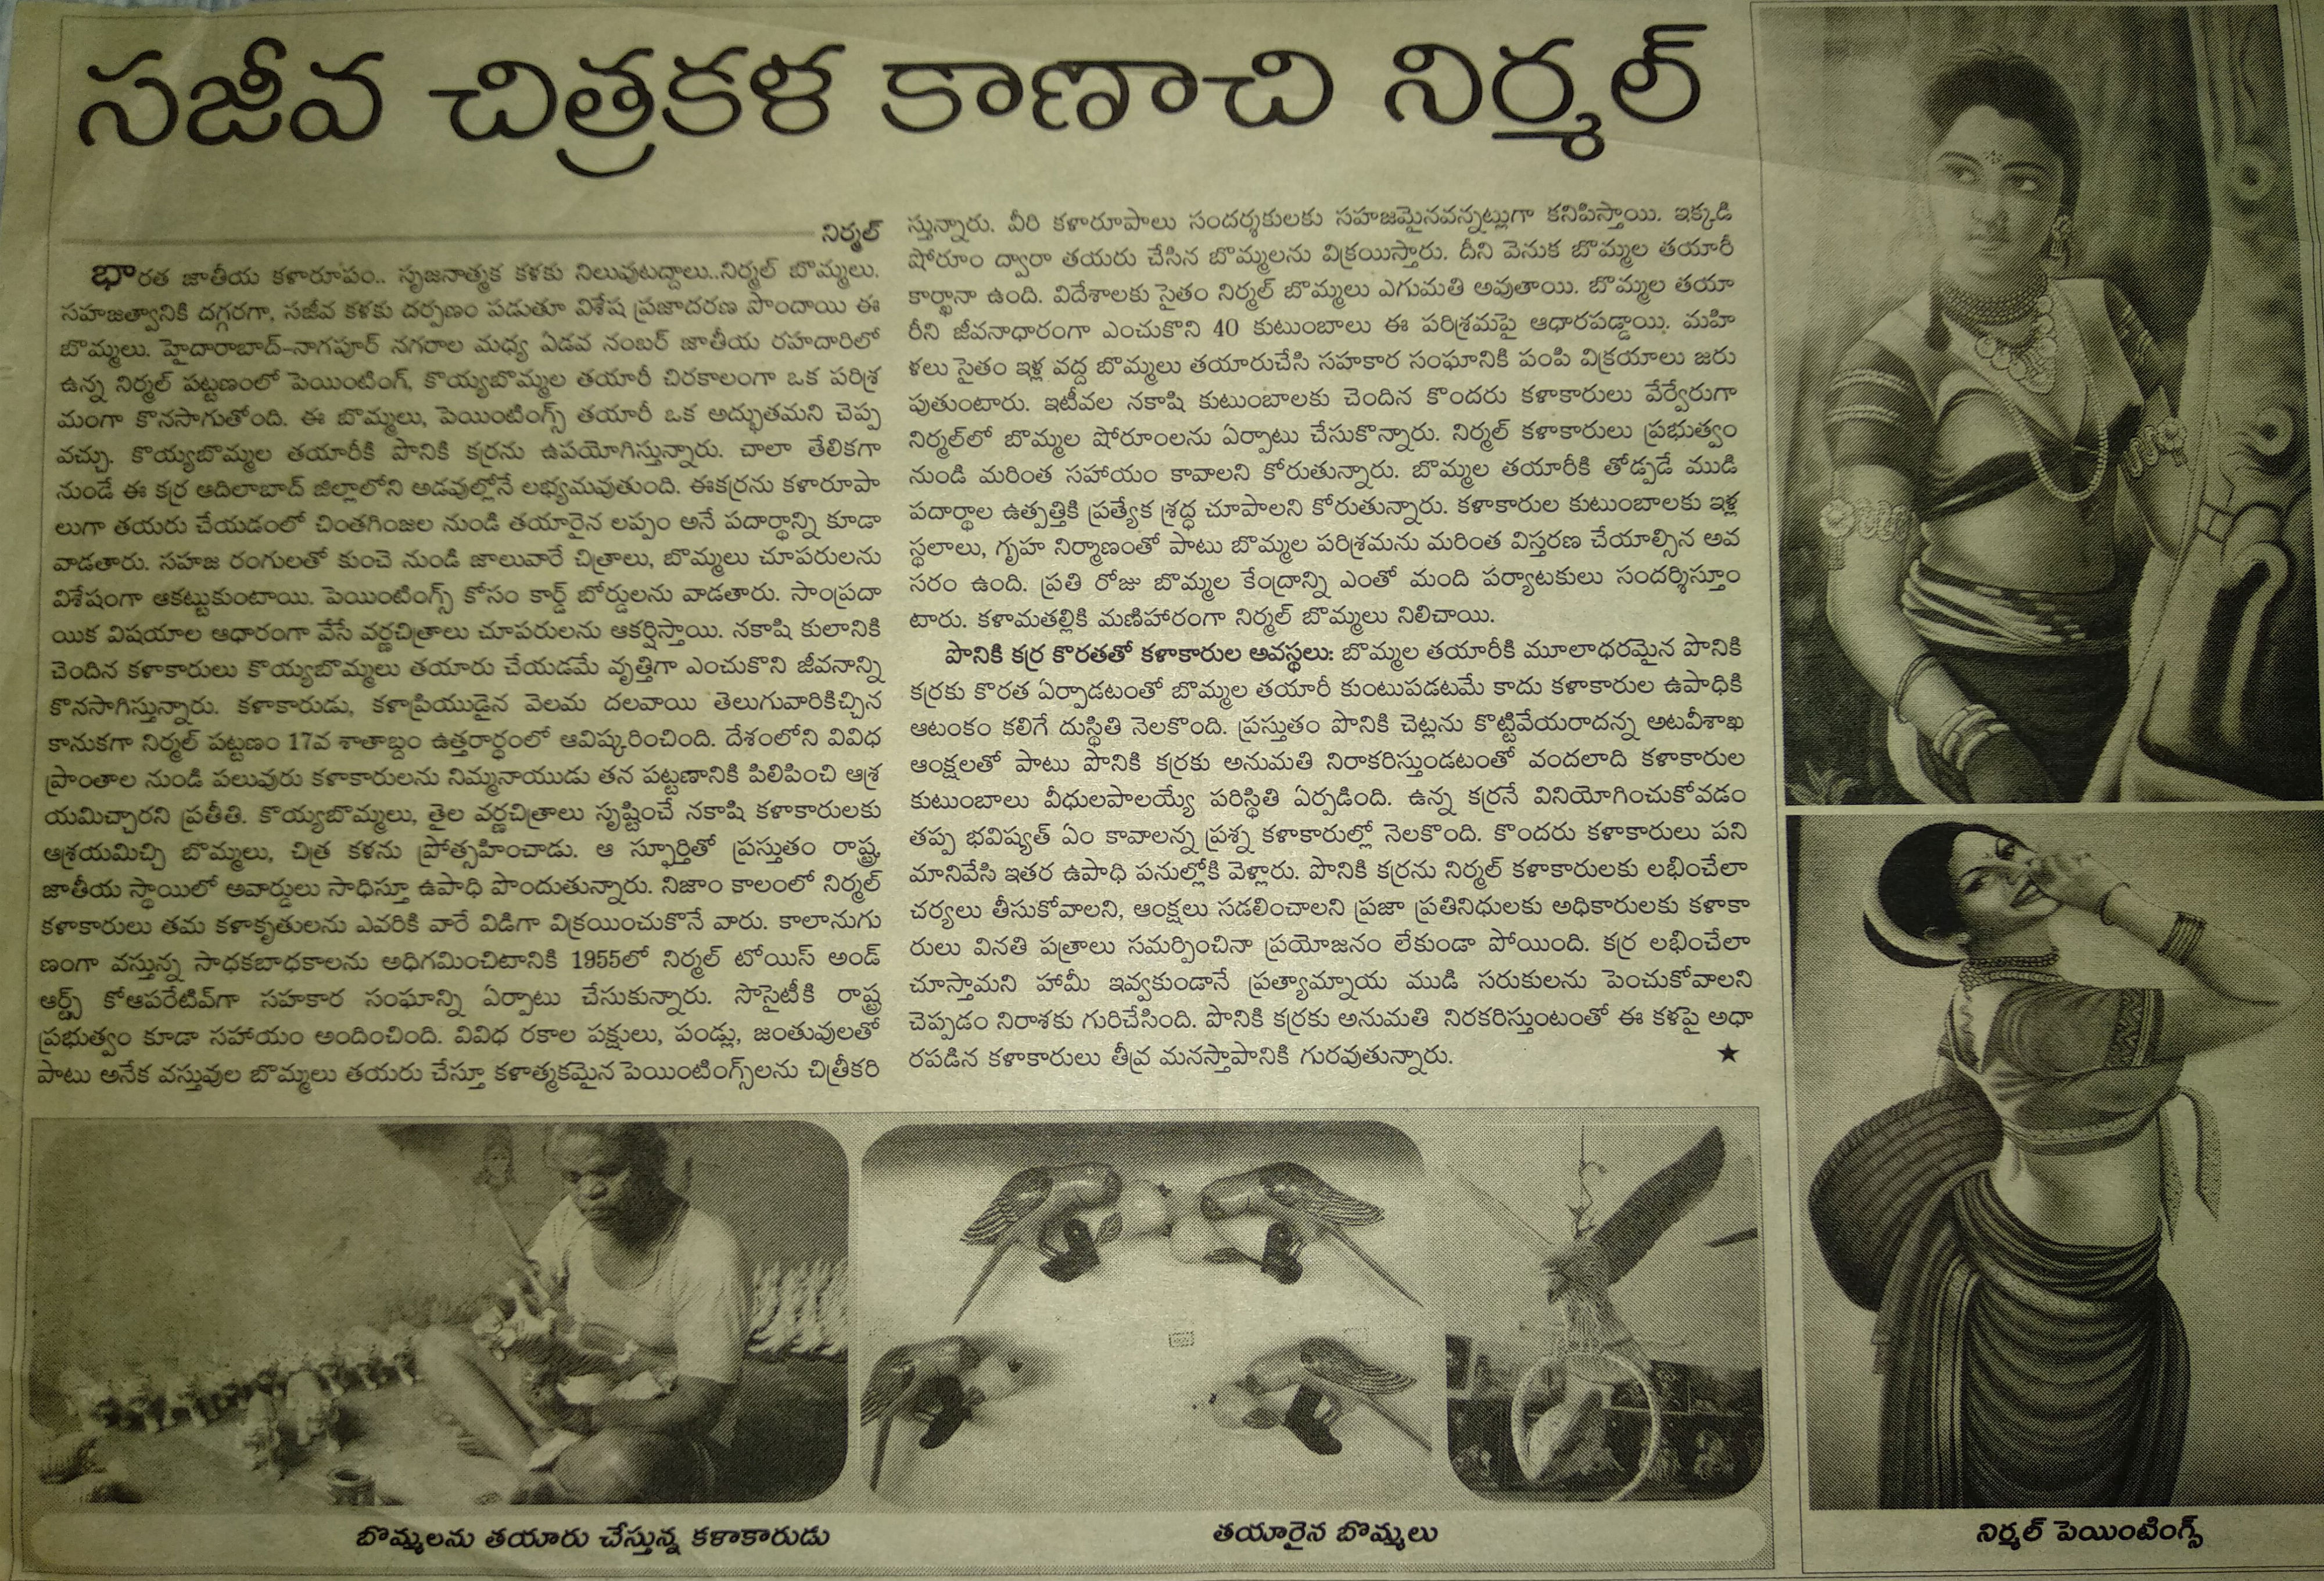 సజీవ చిత్రకళ కాణాచి నిర్మల్
నిర్మల్
భారత జాతీయ కళారూపం.. సృజనాత్మక కళకు నిలువుటద్దాలు..నిర్మల్ బొమ్మలు.
సహజత్వానికి దగ్గరగా, సజీవ కళకు దర్పణం పడుతూ విశేష ప్రజాదరణ పొందాయి ఈ
బొమ్మలు. హైదారాబాద్-నాగపూర్ నగరాల మధ్య ఏడవ నంబర్ జాతీయ రహదారిలో
ఉన్న నిర్మల్ పట్టణంలో పెయింటింగ్, కొయ్యబొమ్మల తయారీ చిరకాలంగా ఒక పరిశ్ర
మంగా కొనసాగుతోంది. ఈ బొమ్మలు, పెయింటింగ్స్ తయారీ ఒక అద్భుతమని చెప్ప
వచ్చు. కొయ్యబొమ్మల తయారీకి పొనికి కర్రను ఉపయోగిస్తున్నారు. చాలా తేలికగా
నుండే ఈ కర్ర ఆదిలాబాద్ జిల్లాలోని అడవుల్లోనే లభ్యమవుతుంది. ఈకర్రను కళారూపా
లుగా తయరు చేయడంలో చింతగింజల నుండి తయారైన లప్పం అనే పదార్థాన్ని కూడా
వాడతారు. సహజ రంగులతో కుంచె నుండి జాలువారే చిత్రాలు, బొమ్మలు చూపరులను
విశేషంగా ఆకట్టుకుంటాయి. పెయింటింగ్స్ కోసం కార్డ్ బోర్డులను వాడతారు. సాంప్రదా
యిక విషయాల ఆధారంగా వేసే వర్ణచిత్రాలు చూపరులను ఆకర్షిస్తాయి. నకాషి కులానికి
చెందిన కళాకారులు కొయ్యబొమ్మలు తయారు చేయడమే వృత్తిగా ఎంచుకొని జీవనాన్ని
కొనసాగిస్తున్నారు. కళాకారుడు, కళాప్రియుడైన వెలమ దలవాయి తెలుగువారికిచ్చిన
కానుకగా నిర్మల్ పట్టణం 17వ శాతాబ్దం ఉత్తరార్ధంలో ఆవిష్కరించింది. దేశంలోని వివిధ
ప్రాంతాల నుండి పలువురు కళాకారులను నిమ్మనాయుడు తన పట్టణానికి పిలిపించి ఆశ్ర
యమిచ్చారని ప్రతీతి. కొయ్యబొమ్మలు, తైల వర్ణచిత్రాలు సృష్టించే నకాషి కళాకారులకు
ఆశ్రయమిచ్చి బొమ్మలు, చిత్ర కళను ప్రోత్సహించాడు. ఆ స్ఫూర్తితో ప్రస్తుతం రాష్ట్ర,
జాతీయ స్థాయిలో అవార్డులు సాధిస్తూ ఉపాధి పొందుతున్నారు. నిజాం కాలంలో నిర్మల్
కళాకారులు తమ కళాకృతులను ఎవరికి వారే విడిగా విక్రయించుకొనే వారు. కాలానుగు
ణంగా వస్తున్న సాధకబాధకాలను అధిగమించిటానికి 1955లో నిర్మల్ టోయిస్ అండ్
ఆర్ట్స్ కోఆపరేటివ్‌గా సహకార సంఘాన్ని ఏర్పాటు చేసుకున్నారు. సొసైటీకి రాష్ట్ర
ప్రభుత్వం కూడా సహాయం అందించింది. వివిధ రకాల పక్షులు, పండ్లు, జంతువులతో
పాటు అనేక వస్తువుల బొమ్మలు తయరు చేస్తూ కళాత్మకమైన పెయింటింగ్స్‌లను చిత్రీకరి
స్తున్నారు. వీరి కళారూపాలు సందర్శకులకు సహజమైనవన్నట్లుగా కనిపిస్తాయి. ఇక్కడి
షోరూం ద్వారా తయరు చేసిన బొమ్మలను విక్రయిస్తారు. దీని వెనుక బొమ్మల తయారీ
కార్ఖానా ఉంది. విదేశాలకు సైతం నిర్మల్ బొమ్మలు ఎగుమతి అవుతాయి. బొమ్మల తయా
రీని జీవనాధారంగా ఎంచుకొని 40 కుటుంబాలు ఈ పరిశ్రమపై ఆధారపడ్డాయి. మహి
ళలు సైతం ఇళ్ల వద్ద బొమ్మలు తయారుచేసి సహకార సంఘానికి పంపి విక్రయాలు జరు
పుతుంటారు. ఇటీవల నకాషి కుటుంబాలకు చెందిన కొందరు కళాకారులు వేర్వేరుగా
నిర్మల్‌లో బొమ్మల షోరూంలను ఏర్పాటు చేసుకొన్నారు. నిర్మల్ కళాకారులు ప్రభుత్వం
నుండి మరింత సహాయం కావాలని కోరుతున్నారు. బొమ్మల తయారీకి తోడ్పడే ముడి
పదార్థాల ఉత్పత్తికి ప్రత్యేక శ్రద్ధ చూపాలని కోరుతున్నారు. కళాకారుల కుటుంబాలకు ఇళ్ల
స్థలాలు, గృహ నిర్మాణంతో పాటు బొమ్మల పరిశ్రమను మరింత విస్తరణ చేయాల్సిన అవ
సరం ఉంది. ప్రతి రోజు బొమ్మల కేంద్రాన్ని ఎంతో మంది పర్యాటకులు సందర్శిస్తూం
టారు. కళామతల్లికి మణిహారంగా నిర్మల్ బొమ్మలు నిలిచాయి.
పొనికి కర్ర కొరతతో కళాకారుల అవస్థలు: బొమ్మల తయారీకి మూలాధరమైన పొనికి
కర్రకు కొరత ఏర్పాడటంతో బొమ్మల తయారీ కుంటుపడటమే కాదు కళాకారుల ఉపాధికి
ఆటంకం కలిగే దుస్థితి నెలకొంది. ప్రస్తుతం పొనికి చెట్లను కొట్టివేయరాదన్న అటవీశాఖ
ఆంక్షలతో పాటు పొనికి కర్రకు అనుమతి నిరాకరిస్తుండటంతో వందలాది కళాకారుల
కుటుంబాలు వీధులపాలయ్యే పరిస్థితి ఏర్పడింది. ఉన్న కర్రనే వినియోగించుకోవడం
తప్ప భవిష్యత్ ఏం కావాలన్న ప్రశ్న కళాకారుల్లో నెలకొంది. కొందరు కళాకారులు పని
మానివేసి ఇతర ఉపాధి పనుల్లోకి వెళ్లారు. పొనికి కర్రను నిర్మల్ కళాకారులకు లభించేలా
చర్యలు తీసుకోవాలని, ఆంక్షలు సడలించాలని ప్రజా ప్రతినిధులకు అధికారులకు కళాకా
రులు వినతి పత్రాలు సమర్పించినా ప్రయోజనం లేకుండా పోయింది. కర్ర లభించేలా
చూస్తామని హామీ ఇవ్వకుండానే ప్రత్యామ్నాయ ముడి సరుకులను పెంచుకోవాలని
చెప్పడం నిరాశకు గురిచేసింది. పొనికి కర్రకు అనుమతి నిరకరిస్తుంటంతో ఈ కళపై అధా
రపడిన కళాకారులు తీవ్ర మనస్తాపానికి గురవుతున్నారు. ★
బొమ్మలను తయారు చేస్తున్న కళాకారుడు
తయారైన బొమ్మలు
నిర్మల్ పెయింటింగ్స్